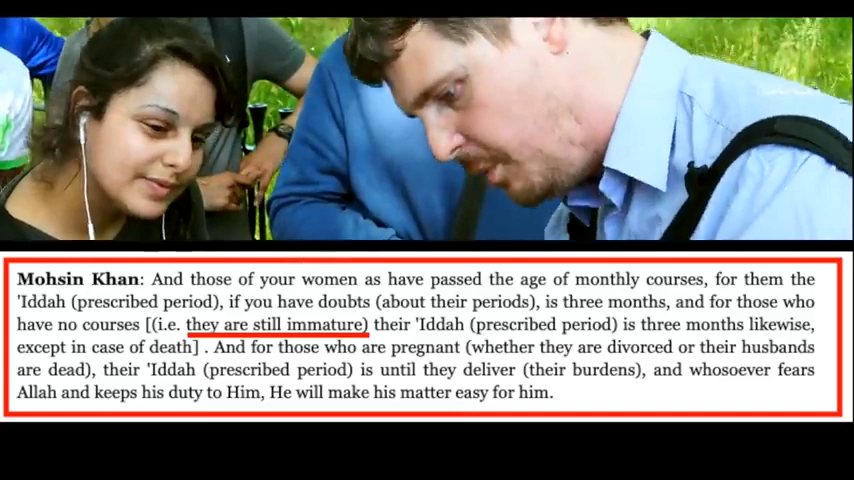 Mohsin Khan: And those of your women as have passed the age of monthly courses, for them the
'Iddah (prescribed period), if you have doubts (about their periods), is three months, and for those who
have no courses [(i.e. they are still immature) their 'Iddah (prescribed period) is three months likewise,
except in case of death] . And for those who are pregnant (whether they are divorced or their husbands
are dead), their 'Iddah (prescribed period) is until they deliver (their burdens), and whosoever fears
Allah and keeps his duty to Him, He will make his matter easy for him.